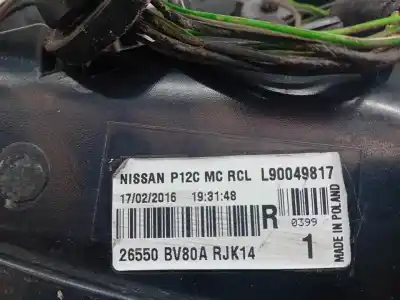 NISSAN P12C MC RCL L90049817
17/02/2016 19:31:48
R
0399
26550 BV80A RJK14 1
MADE IN POLAND